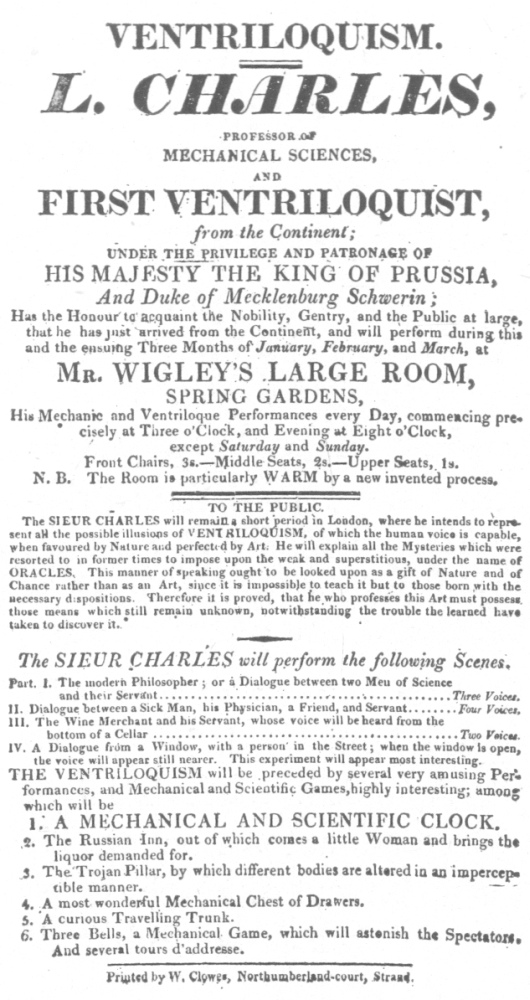 VENTRILOQUISM.
L. CHARLES,
PROFESSOR OF
MECHANICAL SCIENCES,
AND
FIRST VENTRILOQUIST,
from the Continent;
UNDER THE PRIVILEGE AND PATRONAGE OF
HIS MAJESTY THE KING OF PRUSSIA,
And Duke of Mecklenburg Schwerin;
Has the Honour to acquaint the Nobility, Gentry, and the Public at large,
that he has just arrived from the Continent, and will perform during this
and the ensuing Three Months of January, February, and March, at
MR. WIGLEY'S LARGE ROOM,
SPRING GARDENS,
His Mechanic and Ventriloque Performances every Day, commencing pre-
cisely at Three o'Clock, and Evening at Eight o'Clock,
except Saturday and Sunday.
Front Chairs, 3s.—Middle Seats, 2s.—Upper Seats, 1s.
N. B. The Room is particularly WARM by a new invented process.
TO THE PUBLIC.
The SIEUR CHARLES will remain a short period in London, where he intends to repre-
sent all the possible illusions of VENTRILOQUISM, of which the human voice is capable,
when favoured by Nature and perfected by Art. He will explain all the Mysteries which were
resorted to in former times to impose upon the weak and superstitious, under the name of
ORACLES. This manner of speaking ought to be looked upon as a gift of Nature and of
Chance rather than as an Art, since it is impossible to teach it but to those born with the
necessary dispositions. Therefore it is proved, that he who professes this Art must possess
those means which still remain unknown, notwithstanding the trouble the learned have
taken to discover it.
The SIEUR CHARLES will perform the following Scenes.
Part. I. The modern Philosopher; or a Dialogue between two Men of Science
and their Servant...Three Voices.
II. Dialogue between a Sick Man, his Physician, a Friend, and Servant........Four Voices.
III. The Wine Merchant and his Servant, whose voice will be heard from the
bottom of a Cellar...Two Voices.
IV. A Dialogue from a Window, with a person in the Street; when the window is open,
the voice will appear still nearer. This experiment will appear most interesting.
THE VENTRILOQUISM will be preceded by several very amusing Per-
formances, and Mechanical and Scientific Games, highly interesting; among
which will be
1. A MECHANICAL AND SCIENTIFIC CLOCK.
2. The Russian Inn, out of which comes a little Woman and brings the
liquor demanded for.
3. The Trojan Pillar, by which different bodies are altered in an impercep-
tible manner.
4. A most wonderful Mechanical Chest of Drawers.
5. A curious Travelling Trunk.
6. Three Bells, a Mechanical Game, which will astonish the Spectators.
And several tours d'addresse.
Printed by W. Clowes, Northumberland-court, Strand.